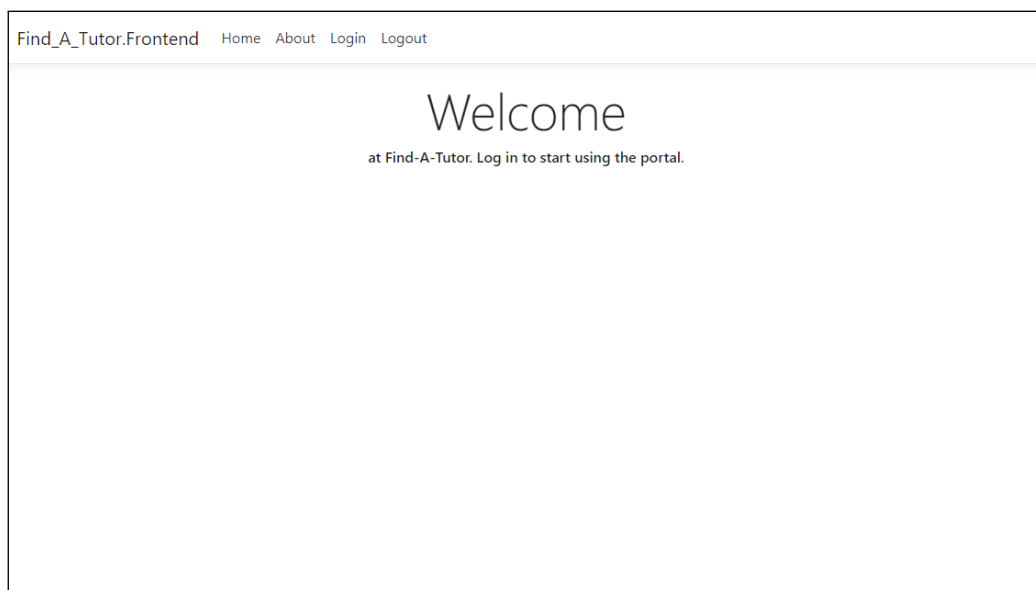 Find_A_Tutor.Frontend Home About Login Logout
Welcome
at Find-A-Tutor. Log in to start using the portal.